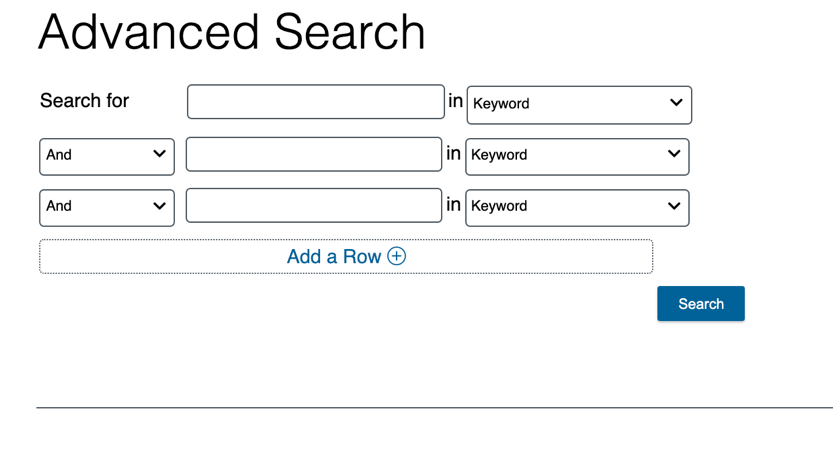 Advanced Search
Search for in Keyword
And in Keyword
And in Keyword
Add a Row
Search